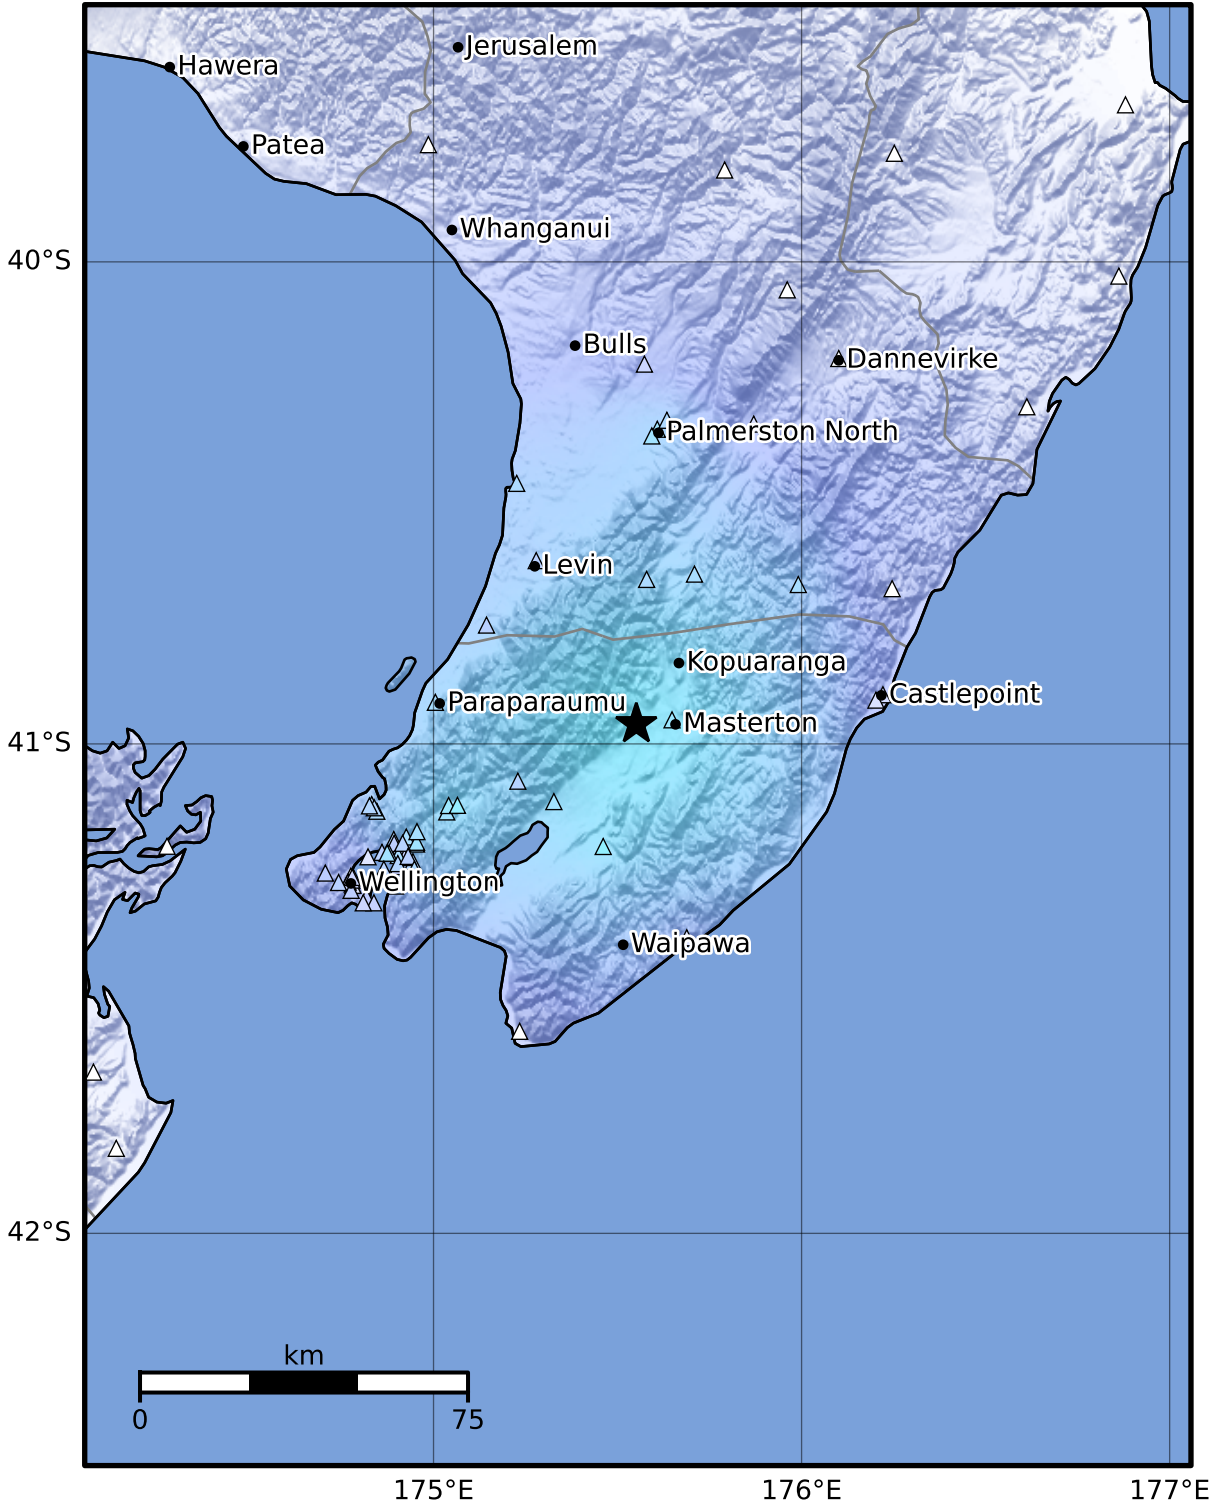 Jerusalem
Hawera
Patea
Whanganui
40°S
Bulls
Dannevirke
Palmerston North
Levin
Kopuaranga
Castlepoint
Paraparaumu
Masterton
41°S
Wellington
Waipawa
42°S
km
0 75
175°E 176°E 177°E